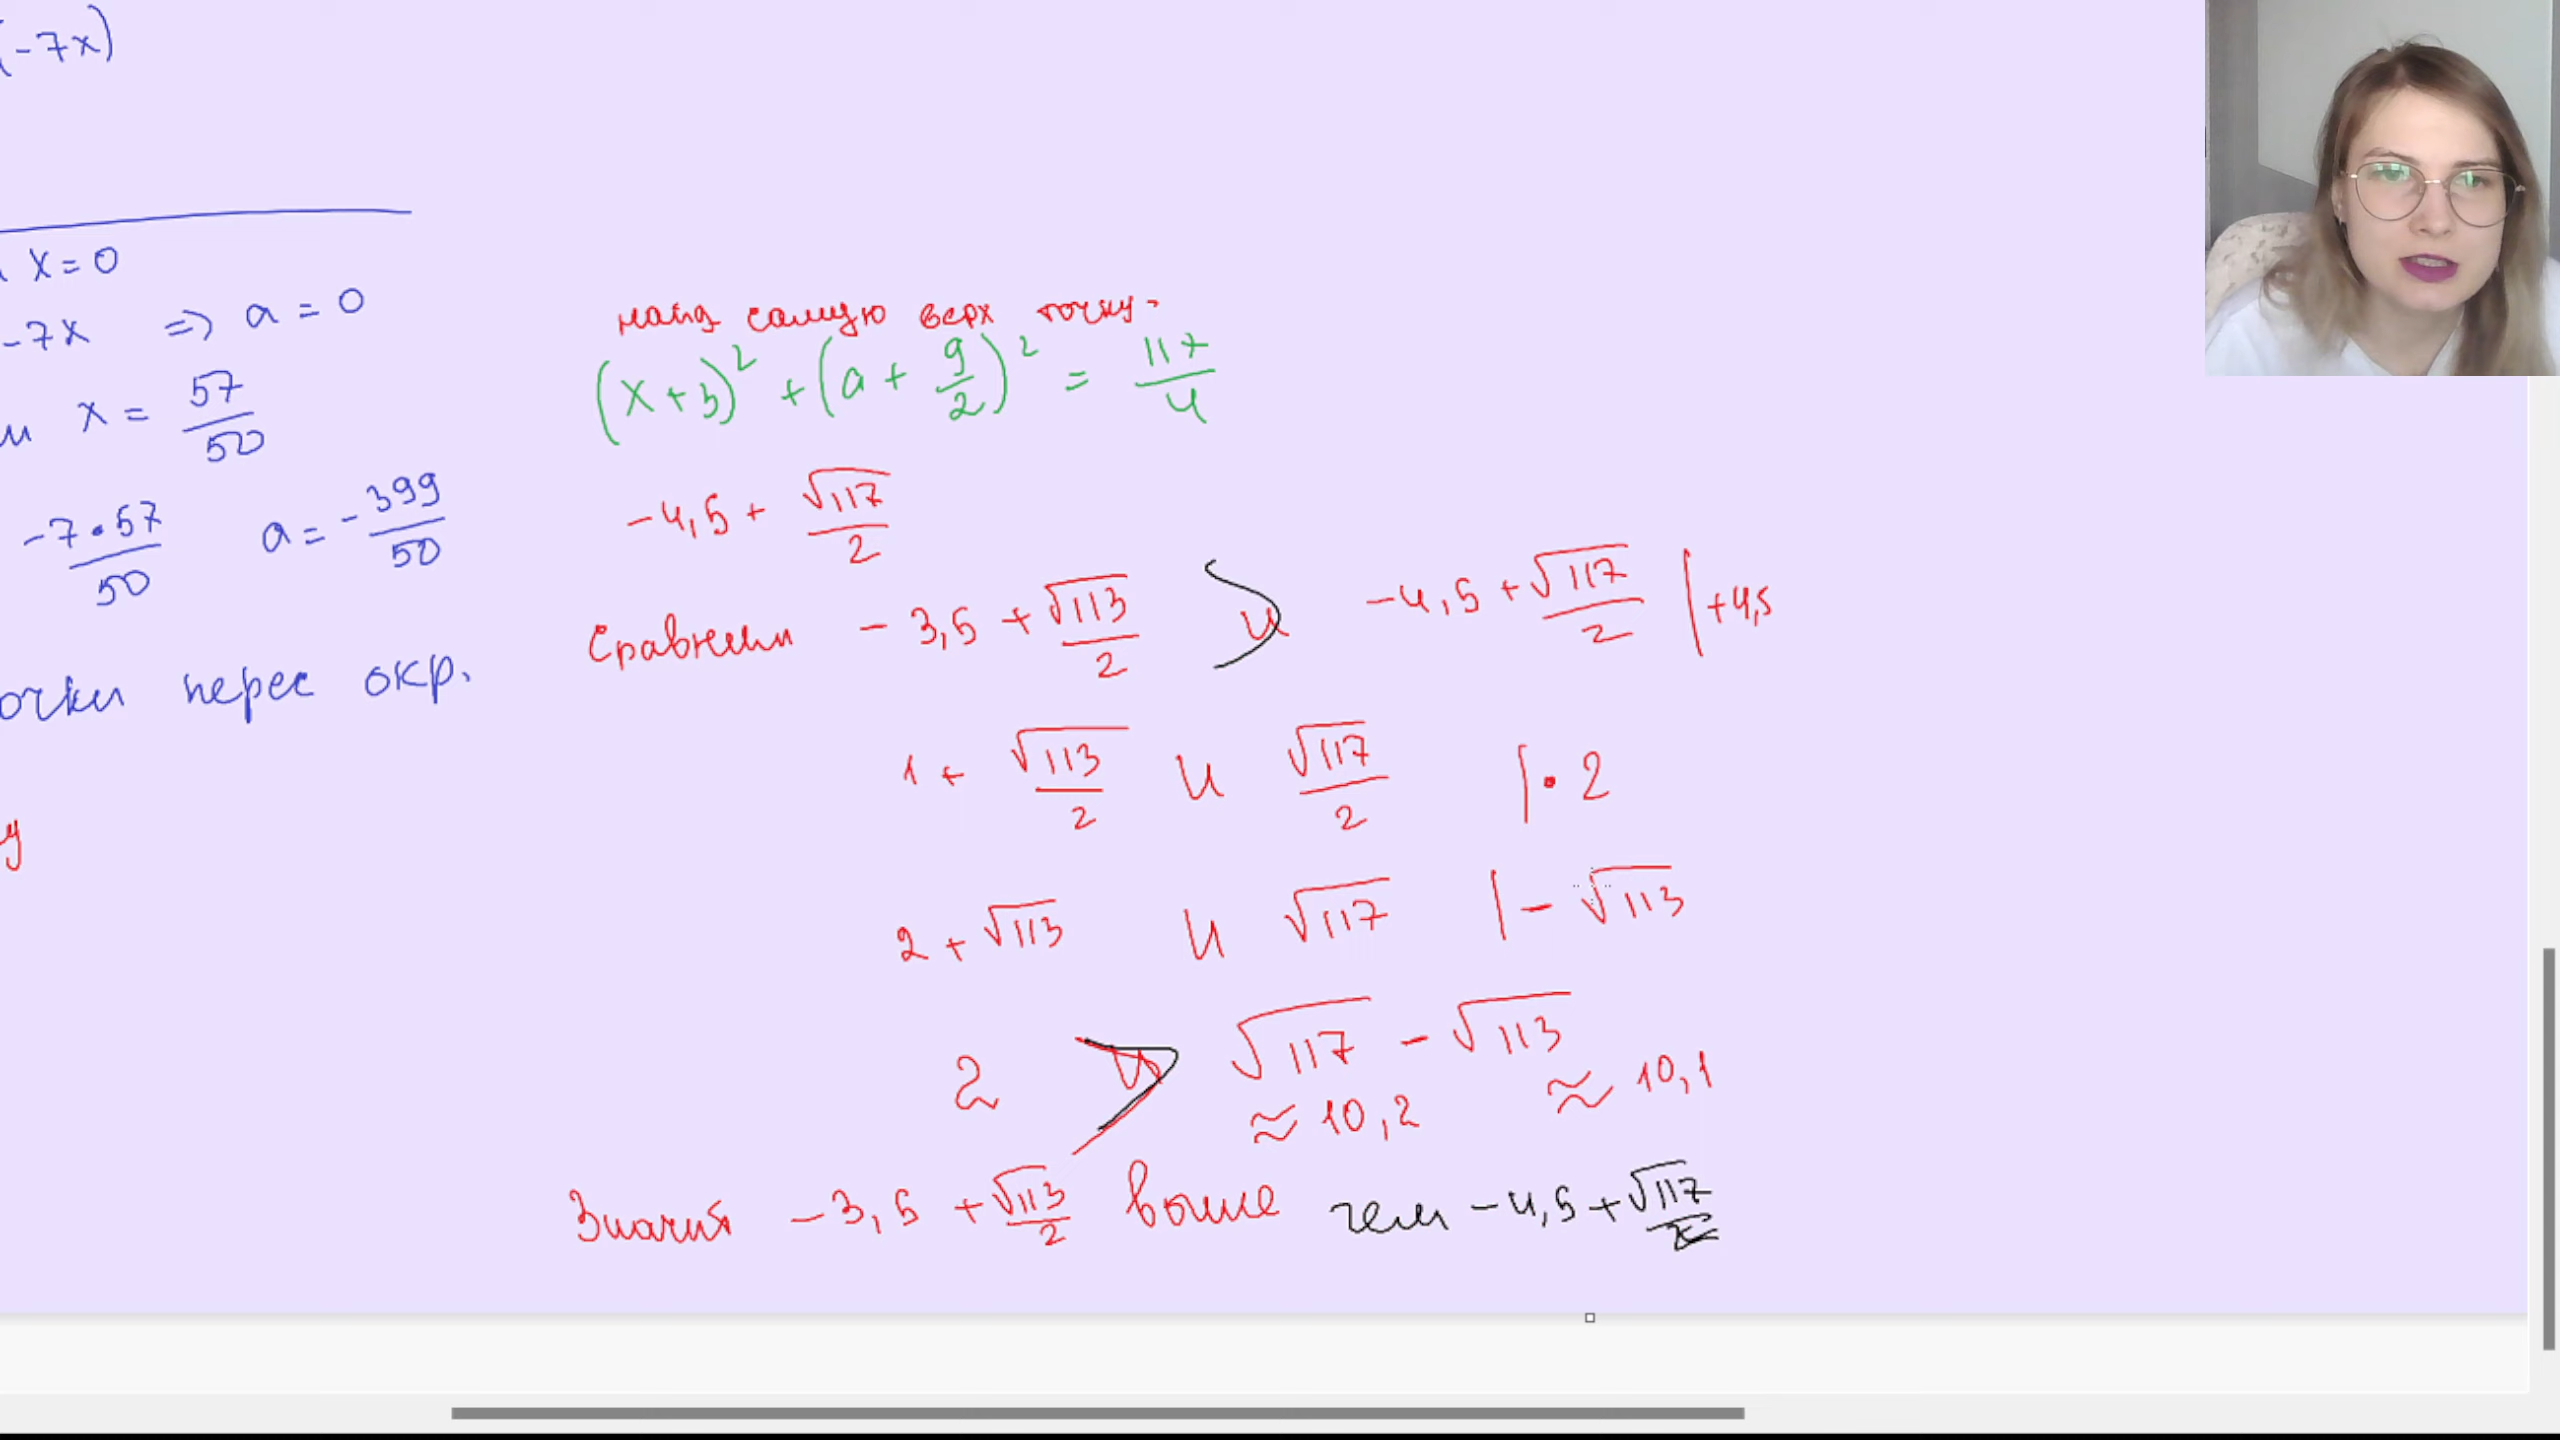 (-7x)
x=0
-7x => a = 0
x = 57/50
-7•57/50 a = -399/50
перес окр.
у
найд самую верх точку.
(x+3)² + (a + 9/2)² = 117/4
-4,5 + √117/2
Сравним -3,5 + √113/2 > и -4,5 + √117/2 | +4,5
1 + √113/2 и √117/2 | • 2
2 + √113 и √117 | - √113
2 > √117 - √113
≈ 10,2 ≈ 10,1
Значит -3,5 + √113/2 выше чем -4,5 + √117/2